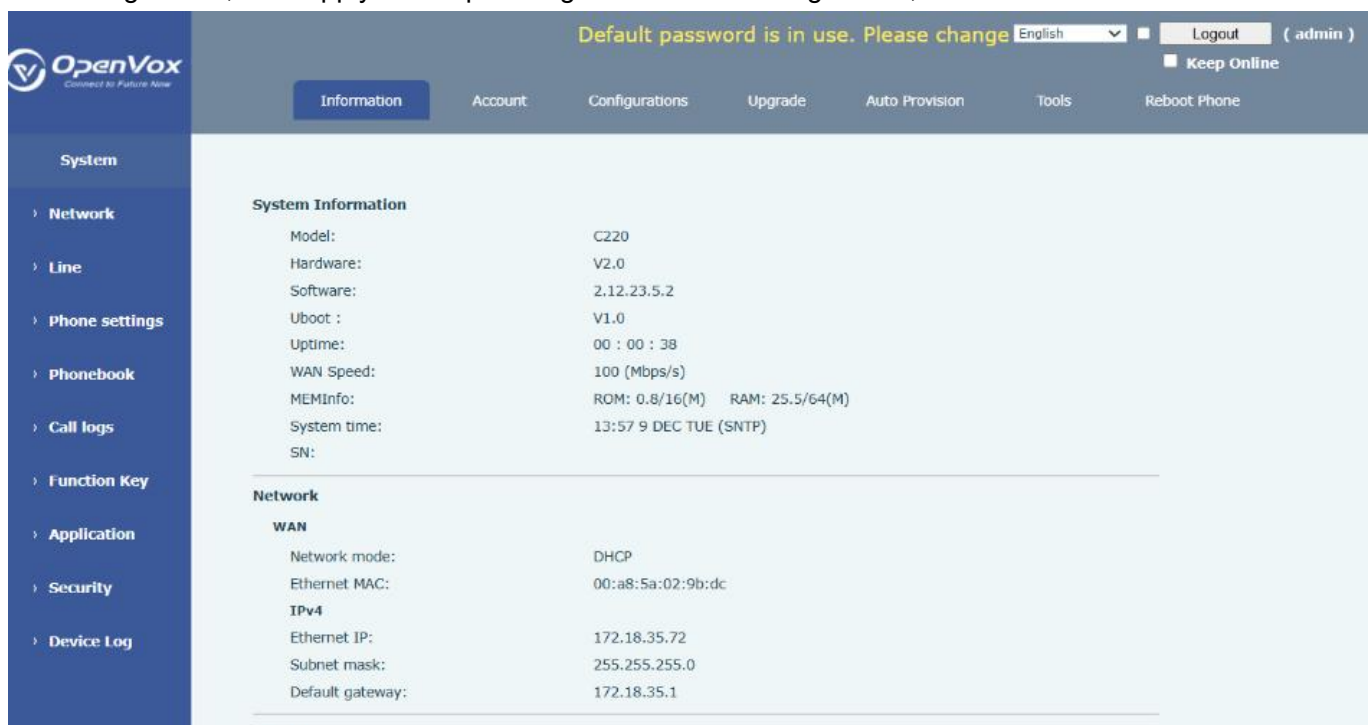 Default password is in use. Please change English Logout ( admin )
Keep Online
OpenVox
Connect to Future Now
Information Account Configurations Upgrade Auto Provision Tools Reboot Phone
System
Network
Line
Phone settings
Phonebook
Call logs
Function Key
Application
Security
Device Log
System Information
Model: C220
Hardware: V2.0
Software: 2.12.23.5.2
Uboot : V1.0
Uptime: 00 : 00 : 38
WAN Speed: 100 (Mbps/s)
MEMInfo: ROM: 0.8/16(M) RAM: 25.5/64(M)
System time: 13:57 9 DEC TUE (SNTP)
SN:
Network
WAN
Network mode: DHCP
Ethernet MAC: 00:a8:5a:02:9b:dc
IPv4
Ethernet IP: 172.18.35.72
Subnet mask: 255.255.255.0
Default gateway: 172.18.35.1